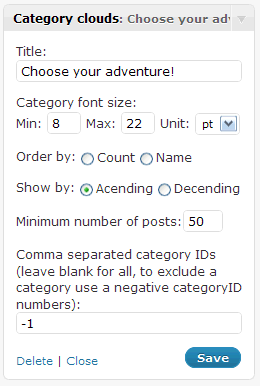 Category clouds: Choose your adv
Title:
Choose your adventure!
Category font size:
Min: 8 Max: 22 Unit: pt
Order by: Count Name
Show by: Acending Decending
Minimum number of posts: 50
Comma separated category IDs
(leave blank for all, to exclude a
category use a negative categoryID
numbers):
-1
Delete | Close Save